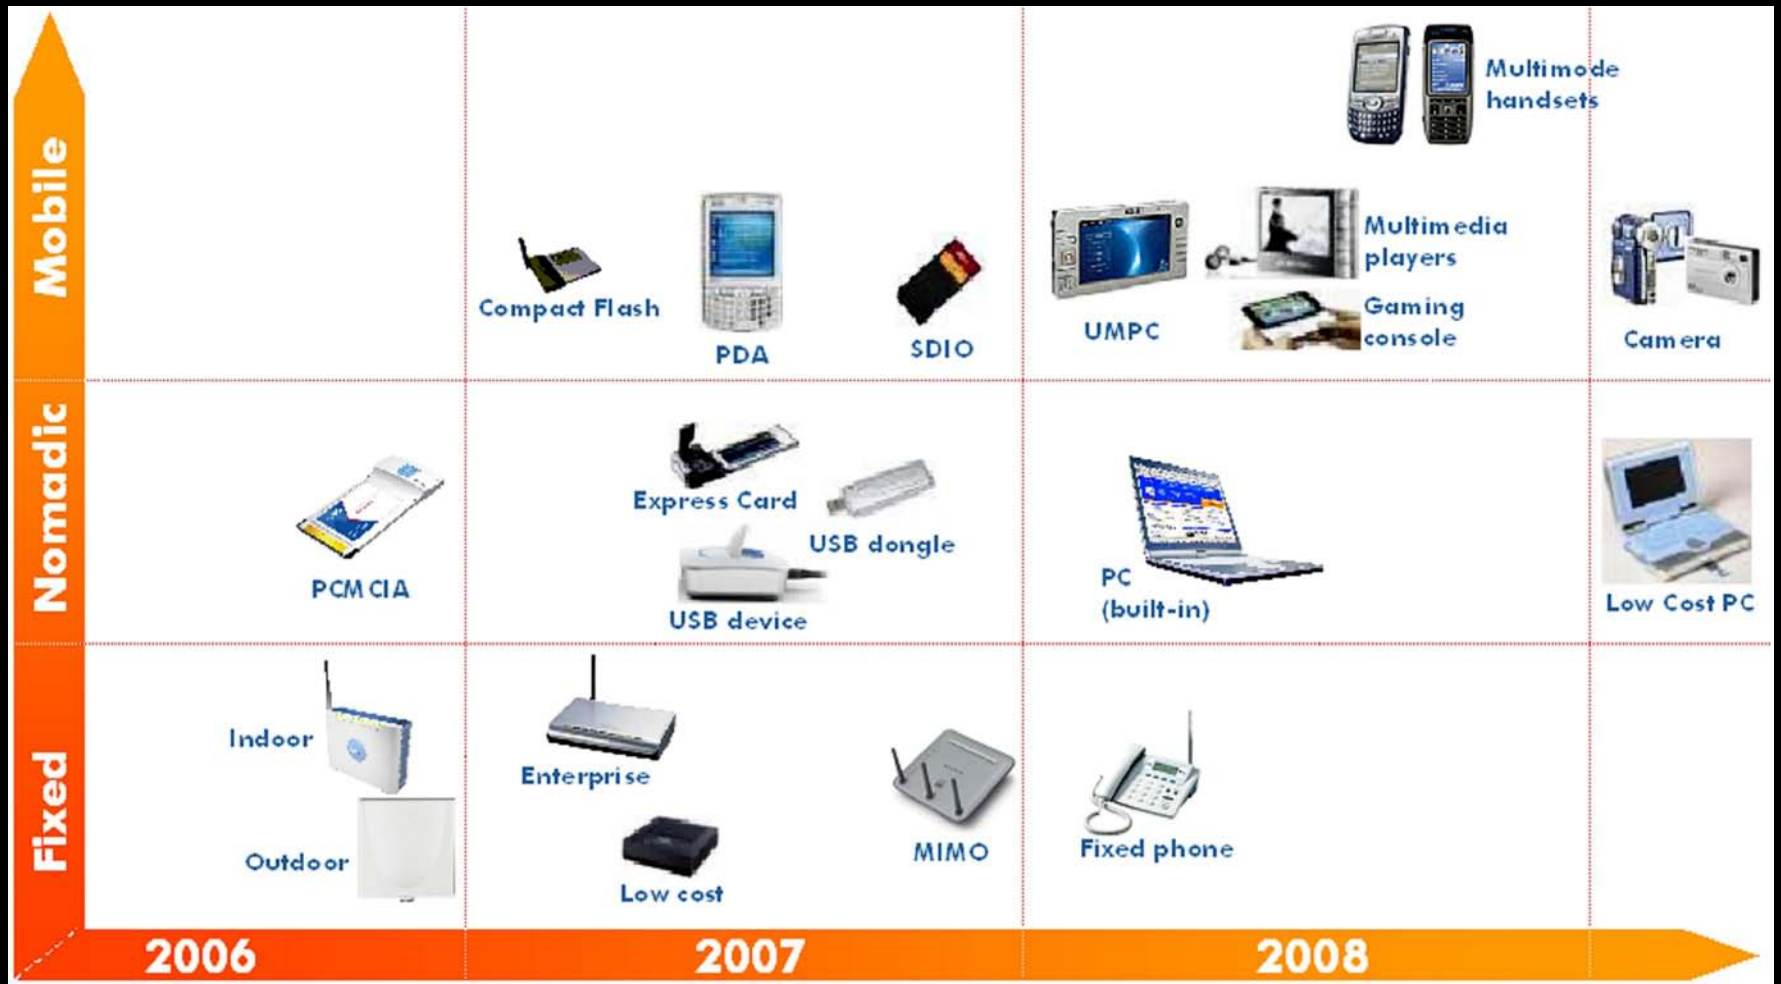 Mobile
Multimode
handsets
Compact Flash
PDA
SDIO
UMPC
Multimedia
players
Gaming
console
Camera
Nomadic
PCMCIA
Express Card
USB dongle
USB device
PC
(built-in)
Low Cost PC
Fixed
Indoor
Outdoor
Enterprise
Low cost
MIMO
Fixed phone
2006
2007
2008